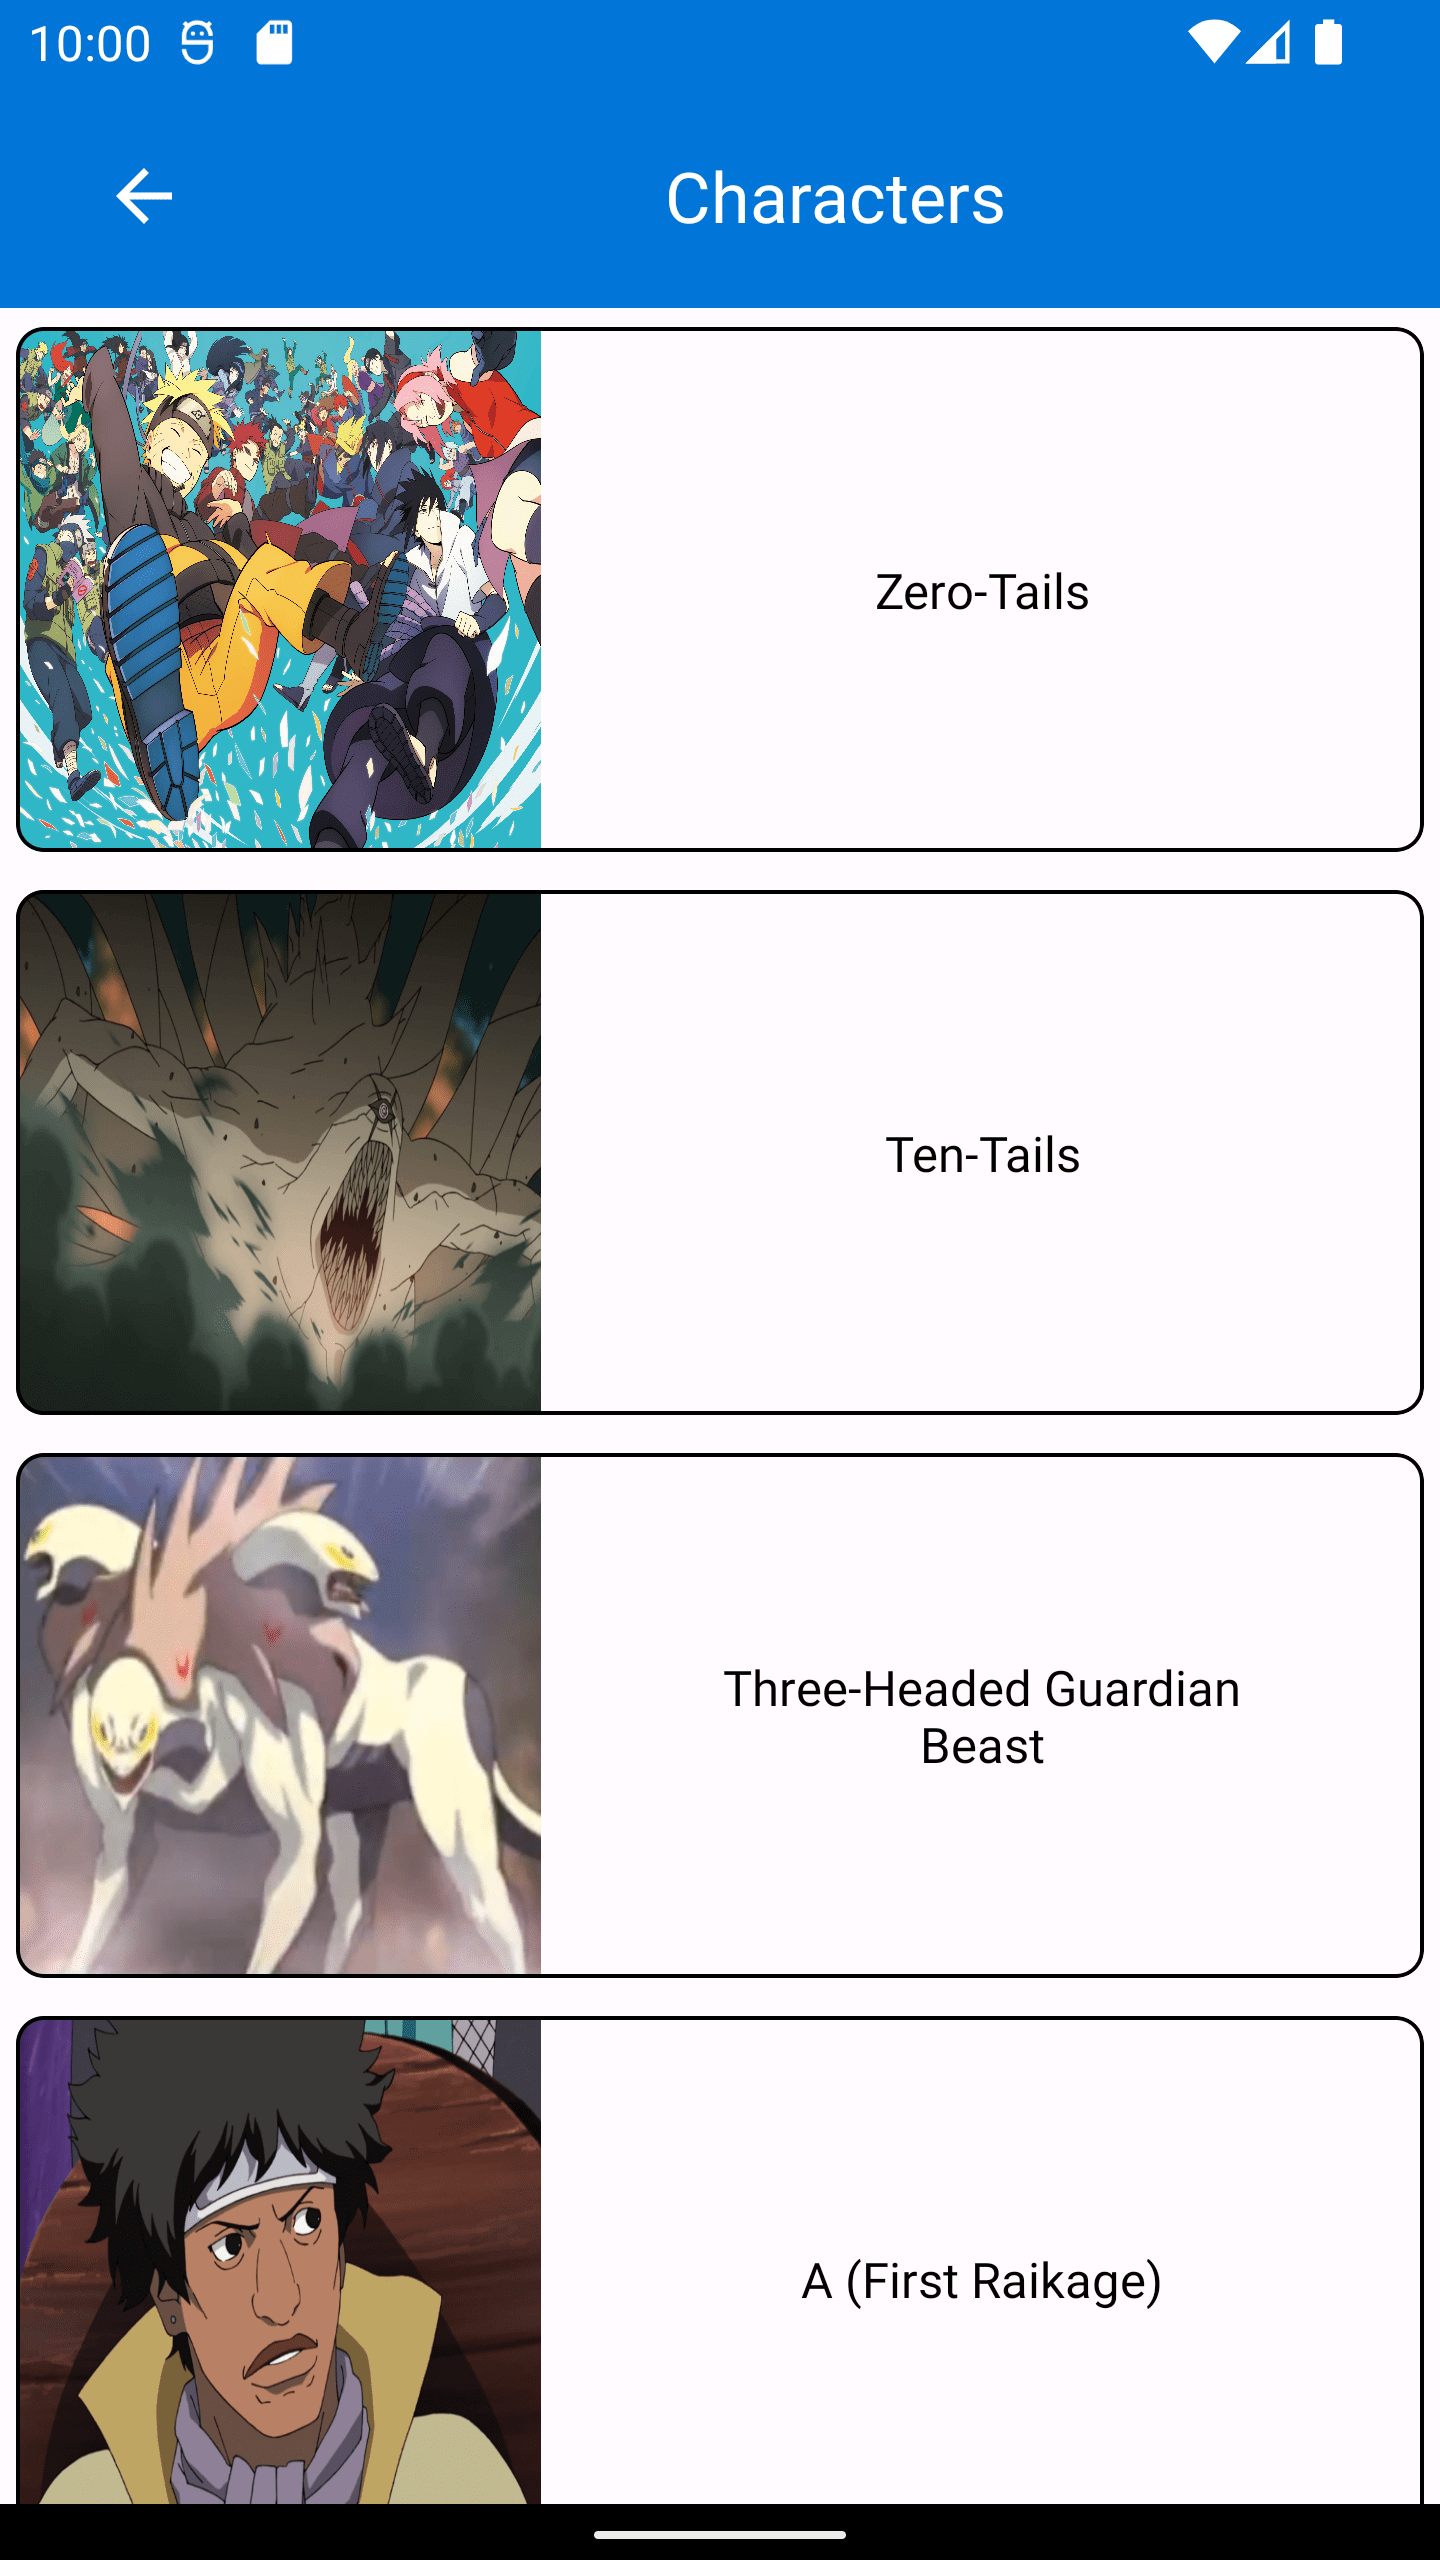 10:00
Characters
Zero-Tails
Ten-Tails
Three-Headed Guardian
Beast
A (First Raikage)